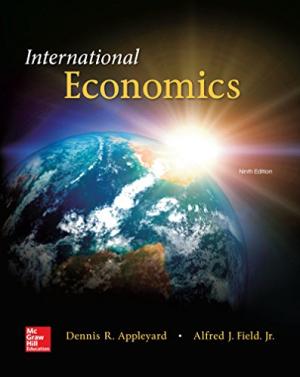 International
Economics
Ninth Edition
Mc
Graw
Hill
Education
Dennis R. Appleyard • Alfred J. Field, Jr.